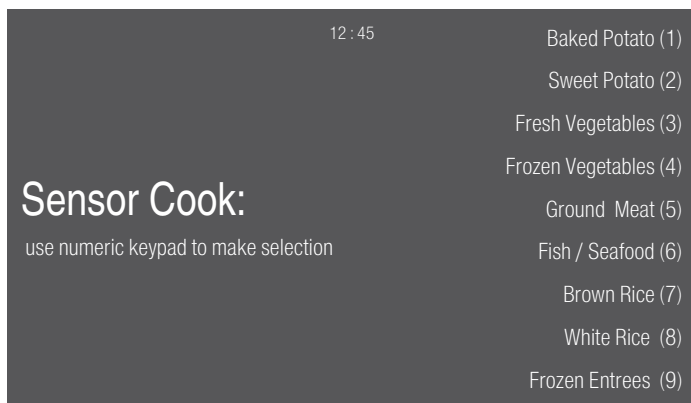 12 : 45
Sensor Cook:
use numeric keypad to make selection
Baked Potato (1)
Sweet Potato (2)
Fresh Vegetables (3)
Frozen Vegetables (4)
Ground Meat (5)
Fish / Seafood (6)
Brown Rice (7)
White Rice (8)
Frozen Entrees (9)